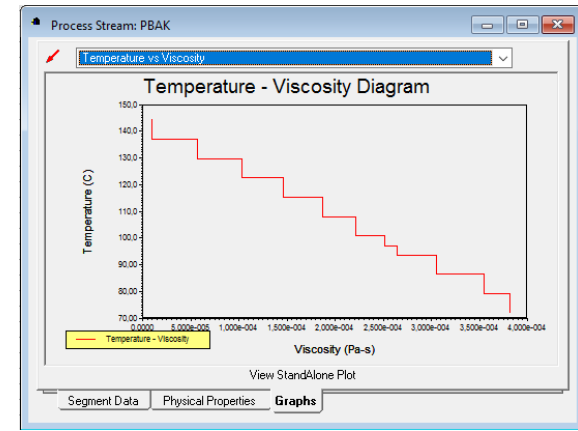 Process Stream: PBAK
Temperature vs Viscosity
Temperature - Viscosity Diagram
150,0
140,0
130,0
120,0
110,0
100,0
90,00
80,00
70,00
Temperature (C)
0,0000 5,000e-005 1,000e-004 1,500e-004 2,000e-004 2,500e-004 3,000e-004 3,500e-004 4,000e-004
Temperature - Viscosity
Viscosity (Pa-s)
View StandAlone Plot
Segment Data Physical Properties Graphs